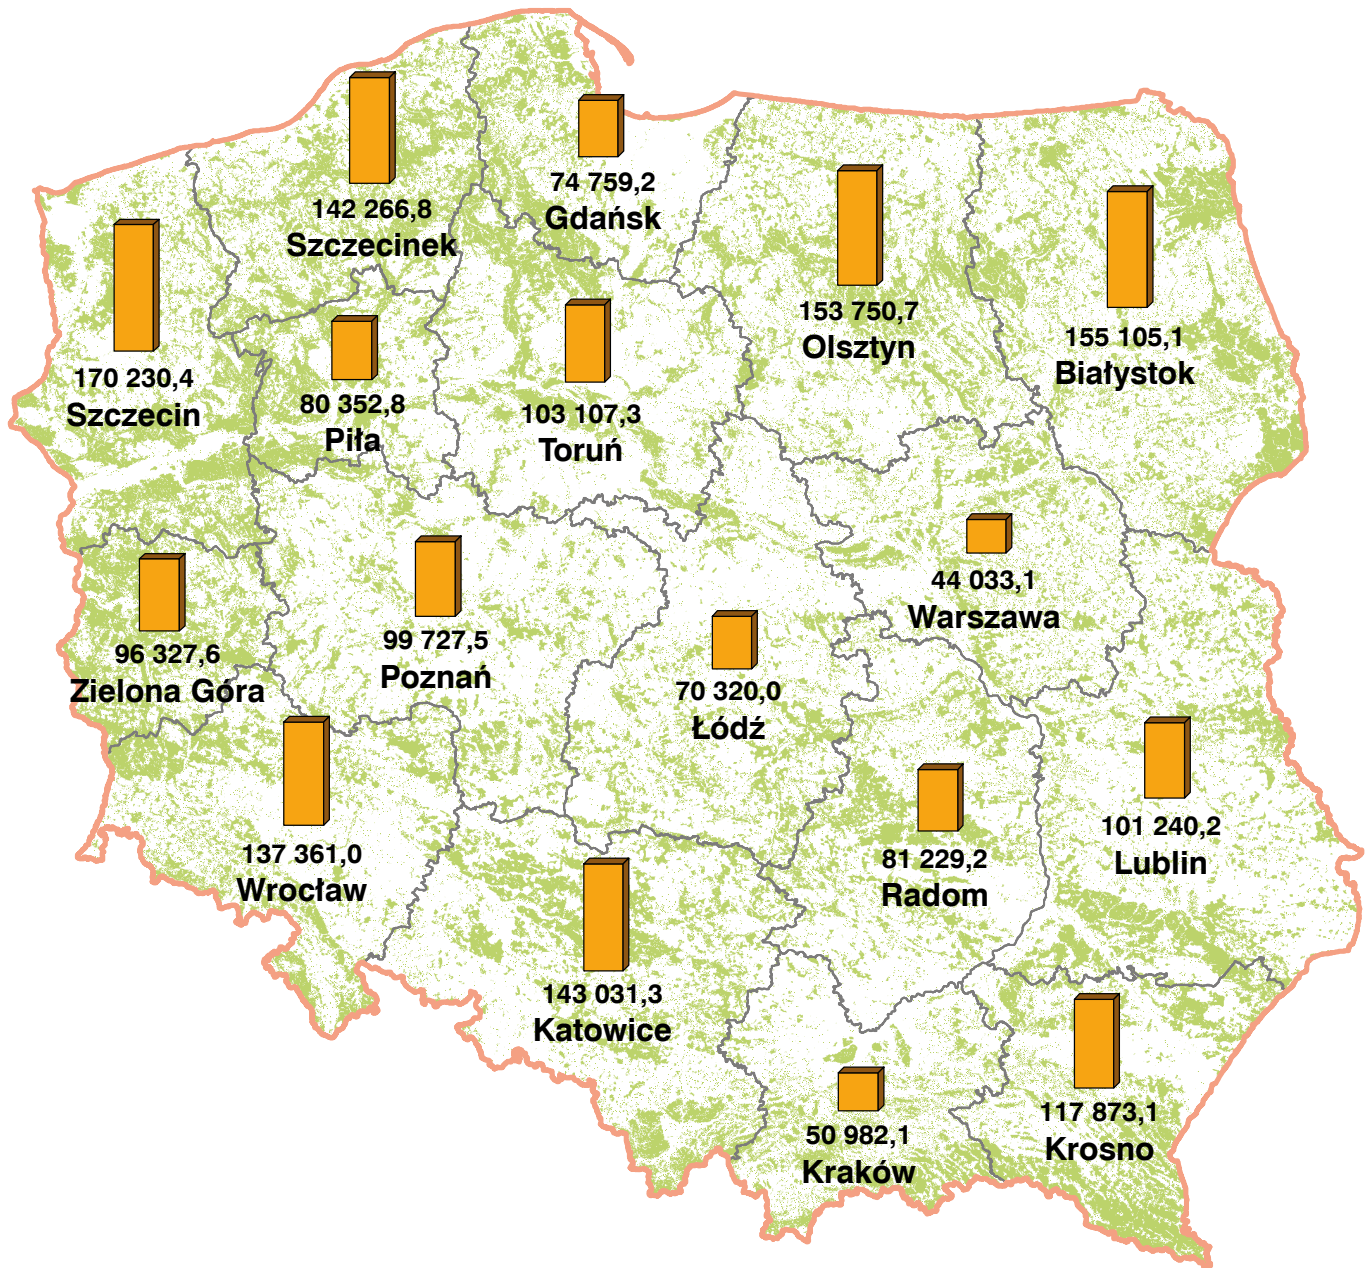 142 266,8
Szczecinek
74 759,2
Gdańsk
153 750,7
Olsztyn
155 105,1
Białystok
170 230,4
Szczecin
80 352,8
Piła
103 107,3
Toruń
44 033,1
Warszawa
96 327,6
Zielona Góra
99 727,5
Poznań
70 320,0
Łódź
137 361,0
Wrocław
81 229,2
Radom
101 240,2
Lublin
143 031,3
Katowice
50 982,1
Kraków
117 873,1
Krosno